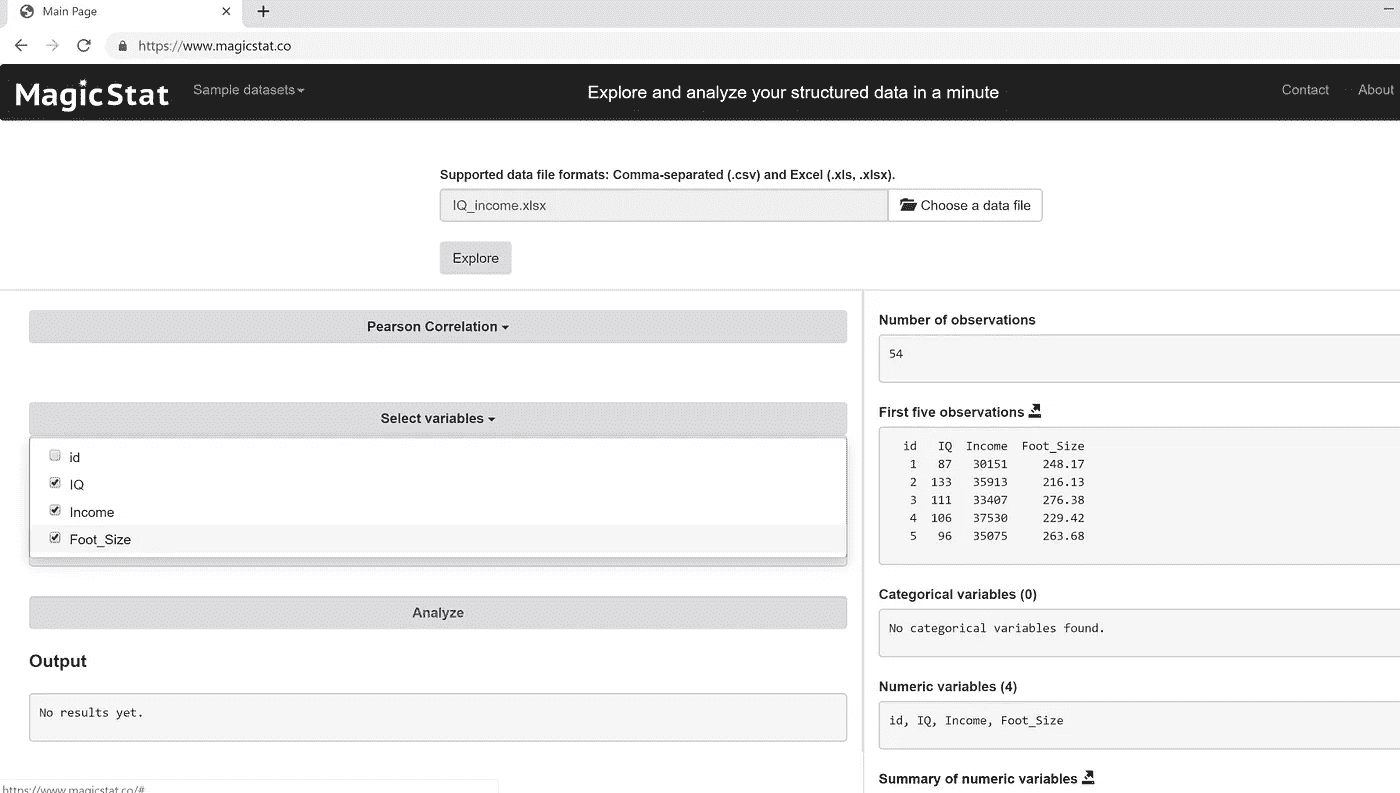 Main Page
https://www.magicstat.co
MagicStat Sample datasets Explore and analyze your structured data in a minute Contact About
Supported data file formats: Comma-separated (.csv) and Excel (.xls, .xlsx).
IQ_income.xlsx Choose a data file
Explore
Pearson Correlation
Select variables
id
IQ
Income
Foot_Size
Analyze
Output
No results yet.
Number of observations
54
First five observations
id IQ Income Foot_Size
1 87 30151 248.17
2 133 35913 216.13
3 111 33407 276.38
4 106 37530 229.42
5 96 35075 263.68
Categorical variables (0)
No categorical variables found.
Numeric variables (4)
id, IQ, Income, Foot_Size
Summary of numeric variables
https://www.magicstat.co/#